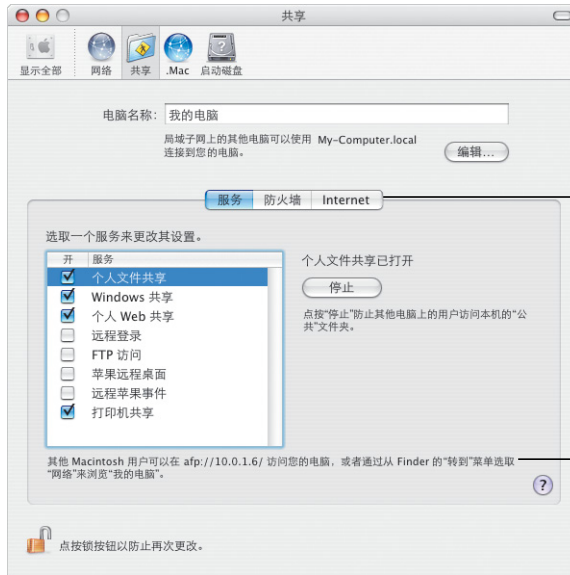 共享
显示全部
网络
共享
.Mac
启动磁盘
电脑名称：
我的电脑
局域子网上的其他电脑可以使用 My-Computer.local
连接到您的电脑。
编辑...
服务
防火墙
Internet
选取一个服务来更改其设置。
开
服务
个人文件共享
Windows 共享
个人 Web 共享
远程登录
FTP 访问
苹果远程桌面
远程苹果事件
打印机共享
个人文件共享已打开
停止
点按“停止”防止其他电脑上的用户访问本机的“公
共”文件夹。
其他 Macintosh 用户可以在 afp://10.0.1.6/ 访问您的电脑，或者通过从 Finder 的“转到”菜单选取
“网络”来浏览“我的电脑”。
?
点按锁按钮以防止再次更改。